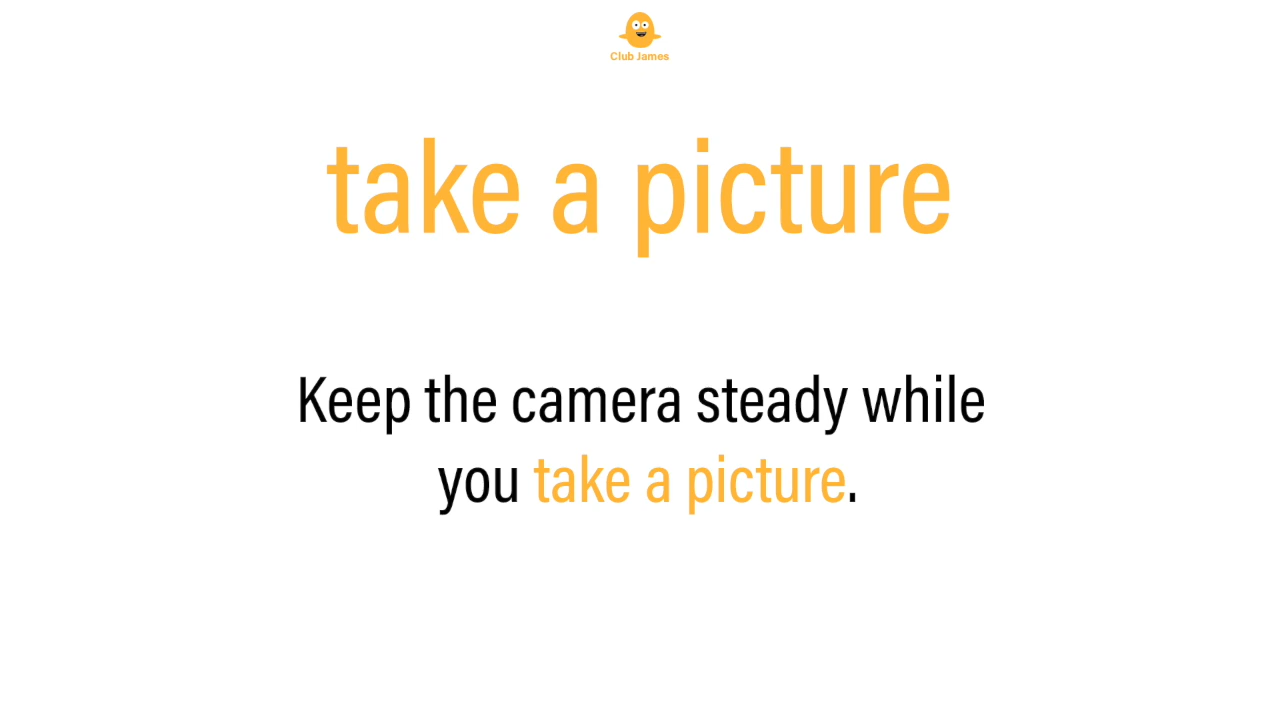 Club James
take a picture
Keep the camera steady while
you take a picture.